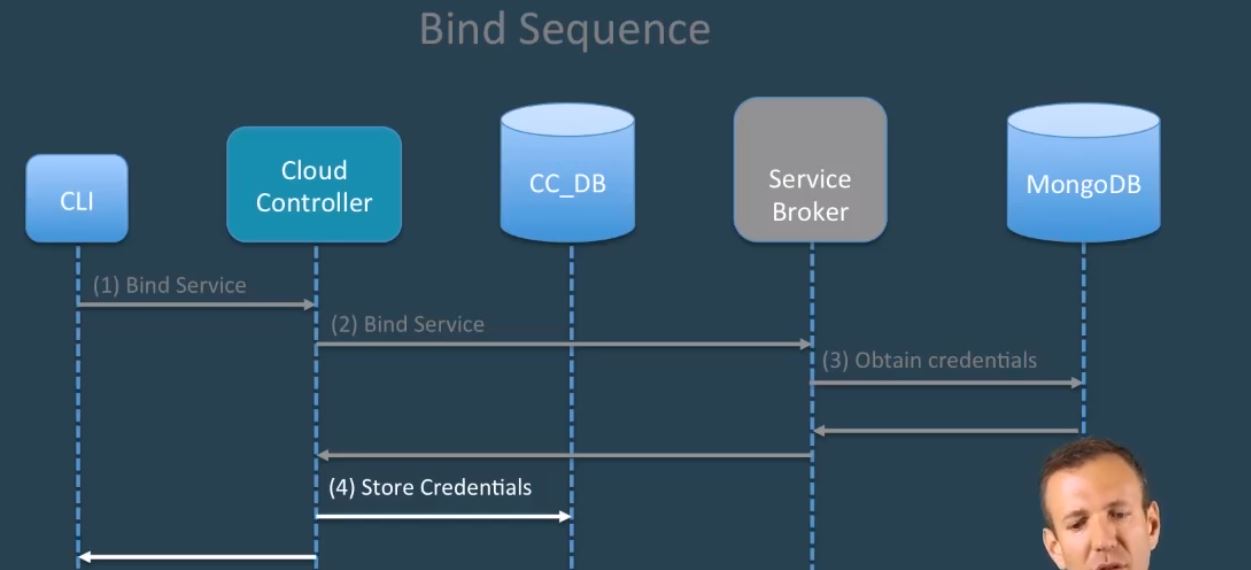 Bind Sequence
CLI
Cloud
Controller
CC_DB
Service
Broker
MongoDB
(1) Bind Service
(2) Bind Service
(3) Obtain credentials
(4) Store Credentials